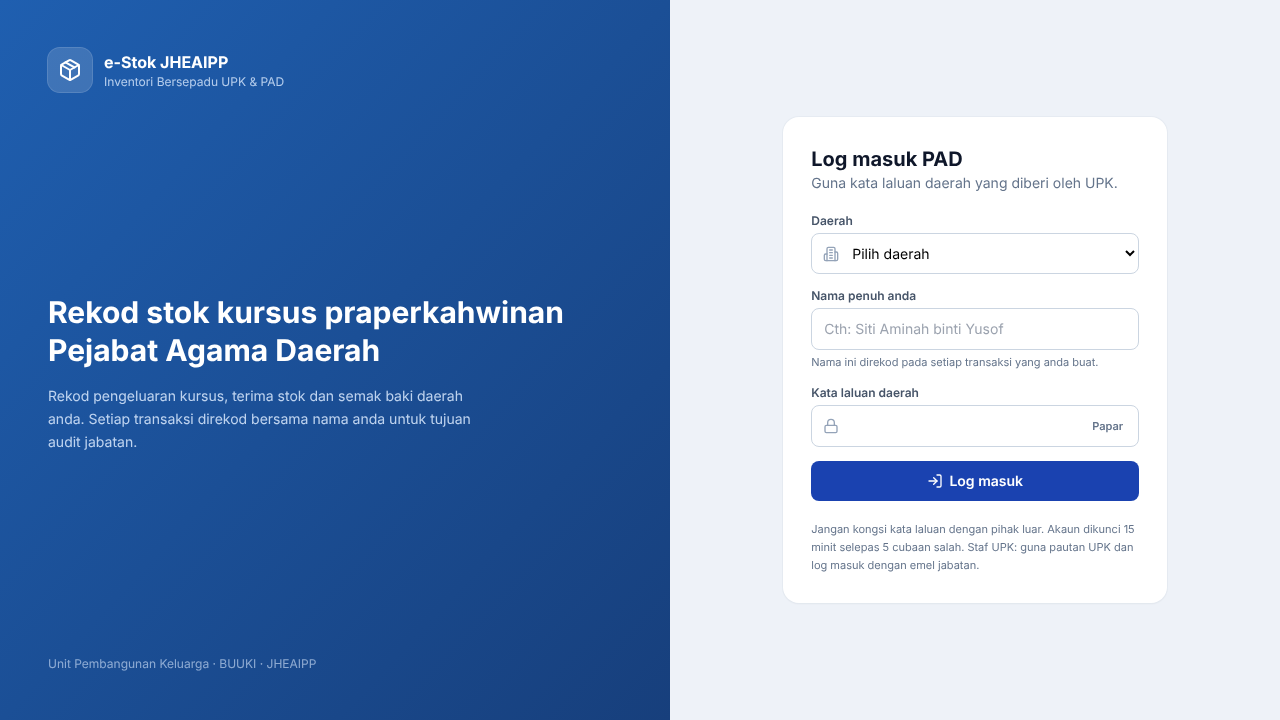 e-Stok JHEAIPP
Inventori Bersepadu UPK & PAD
Rekod stok kursus praperkahwinan
Pejabat Agama Daerah
Rekod pengeluaran kursus, terima stok dan semak baki daerah
anda. Setiap transaksi direkod bersama nama anda untuk tujuan
audit jabatan.
Unit Pembangunan Keluarga · BUUKI · JHEAIPP
Log masuk PAD
Guna kata laluan daerah yang diberi oleh UPK.
Daerah
Pilih daerah
Nama penuh anda
Cth: Siti Aminah binti Yusof
Nama ini direkod pada setiap transaksi yang anda buat.
Kata laluan daerah
Papar
Log masuk
Jangan kongsi kata laluan dengan pihak luar. Akaun dikunci 15
minit selepas 5 cubaan salah. Staf UPK: guna pautan UPK dan
log masuk dengan emel jabatan.